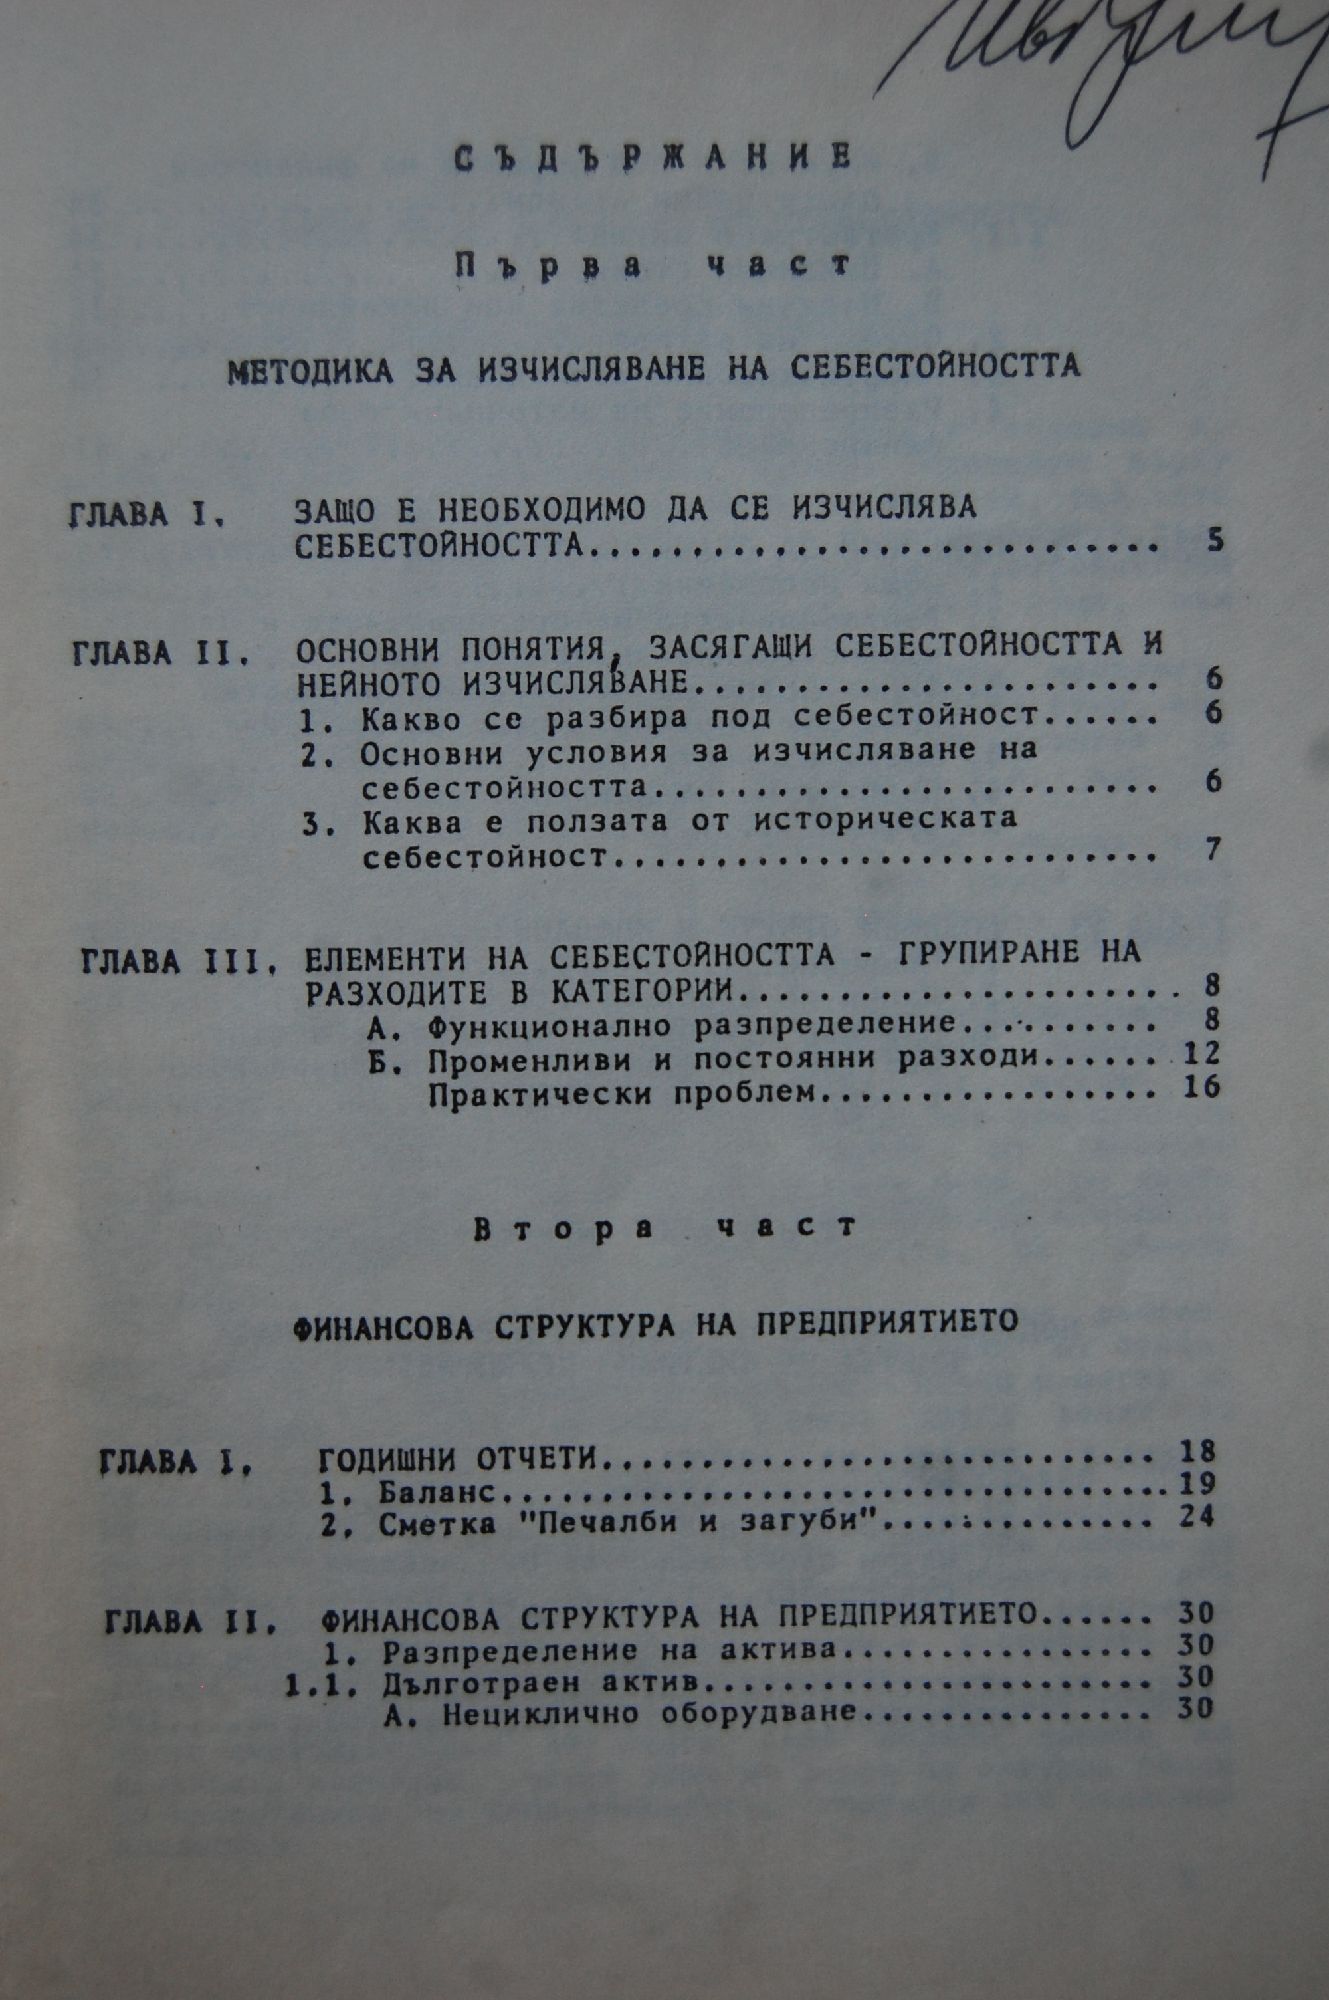 СЪДЪРЖАНИЕ
Първа част
МЕТОДИКА ЗА ИЗЧИСЛЯВАНЕ НА СЕБЕСТОЙНОСТТА
ГЛАВА I. ЗАЩО Е НЕОБХОДИМО ДА СЕ ИЗЧИСЛЯВА
СЕБЕСТОЙНОСТТА............................ 5
ГЛАВА II. ОСНОВНИ ПОНЯТИЯ, ЗАСЯГАЩИ СЕБЕСТОЙНОСТТА И
НЕЙНОТО ИЗЧИСЛЯВАНЕ....................... 6
1. Какво се разбира под себестойност...... 6
2. Основни условия за изчисляване на
себестойността......................... 6
3. Каква е ползата от историческата
себестойност........................... 7
ГЛАВА III. ЕЛЕМЕНТИ НА СЕБЕСТОЙНОСТТА - ГРУПИРАНЕ НА
РАЗХОДИТЕ В КАТЕГОРИИ...................... 8
А. Функционално разпределение.......... 8
Б. Променливи и постоянни разходи...... 12
Практически проблем................. 16
Втора част
ФИНАНСОВА СТРУКТУРА НА ПРЕДПРИЯТИЕТО
ГЛАВА I. ГОДИШНИ ОТЧЕТИ............................ 18
1. Баланс.................................. 19
2. Сметка "Печалби и загуби".............. 24
ГЛАВА II. ФИНАНСОВА СТРУКТУРА НА ПРЕДПРИЯТИЕТО...... 30
1. Разпределение на актива................ 30
1.1. Дълготраен актив....................... 30
А. Нециклично оборудване............... 30